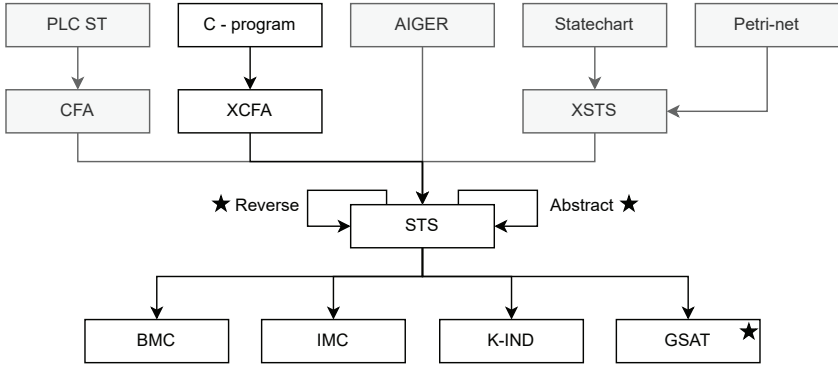 PLC ST
C - program
AIGER
Statechart
Petri-net
CFA
XCFA
XSTS
★ Reverse
Abstract ★
STS
BMC
IMC
K-IND
GSAT ★